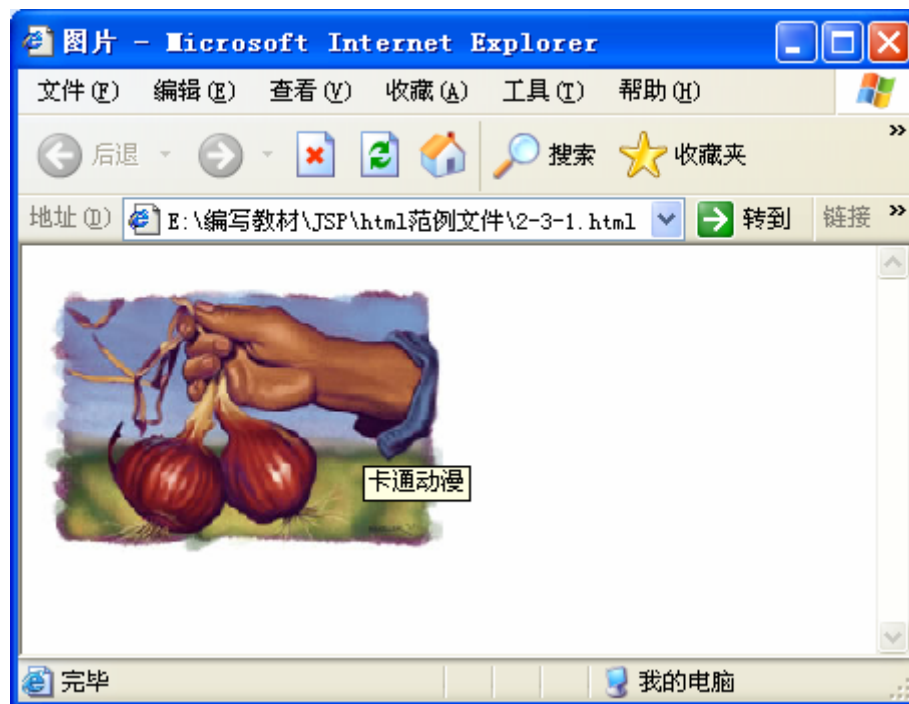 图片 - Microsoft Internet Explorer
文件(F) 编辑(E) 查看(V) 收藏(A) 工具(T) 帮助(H)
后退 搜索 收藏夹 »
地址(D) E:\编写教材\JSP\html范例文件\2-3-1.html 转到 链接 »
卡通动漫
完毕 我的电脑